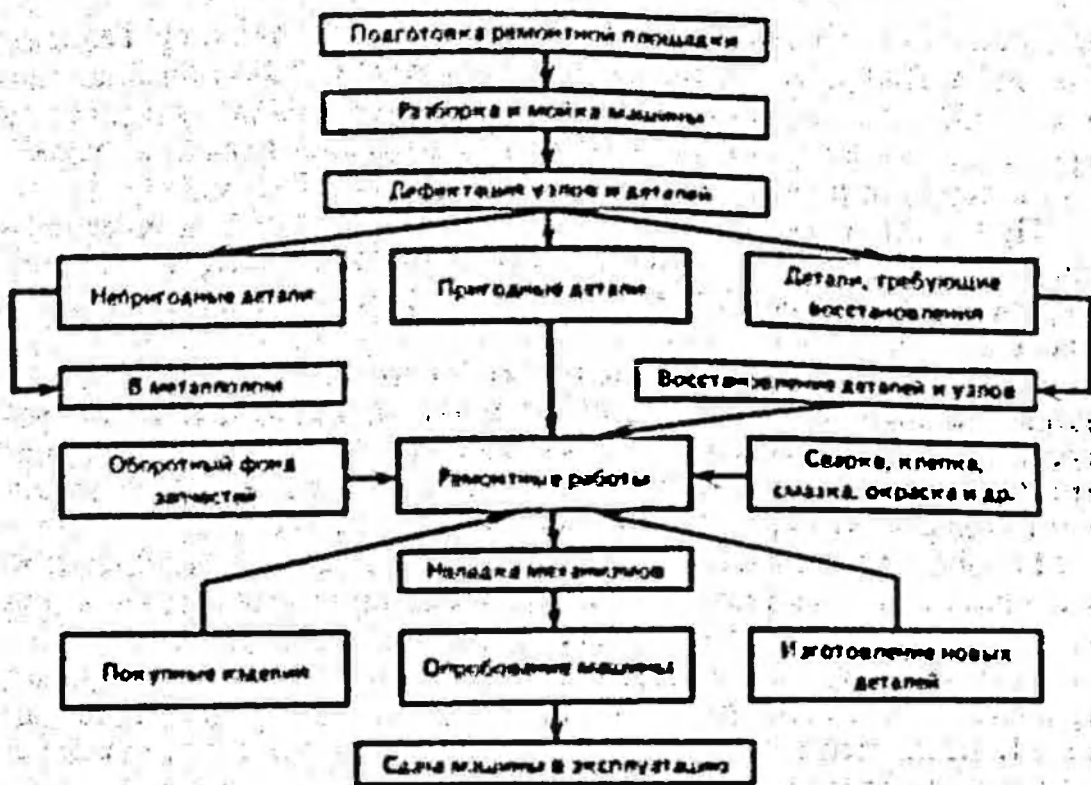 Подготовка ремонтной площадки
Разборка и мойка машины
Дефектация узлов и деталей
Непригодные детали
Пригодные детали
Детали, требующие
восстановления
В металлолом
Восстановление деталей и узлов
Оборотный фонд
запчастей
Ремонтные работы
Сварка, клепка,
смазка, окраска и др.
Наладка механизмов
Покупные изделия
Опробование машины
Изготовление новых
деталей
Сдача машины в эксплуатацию